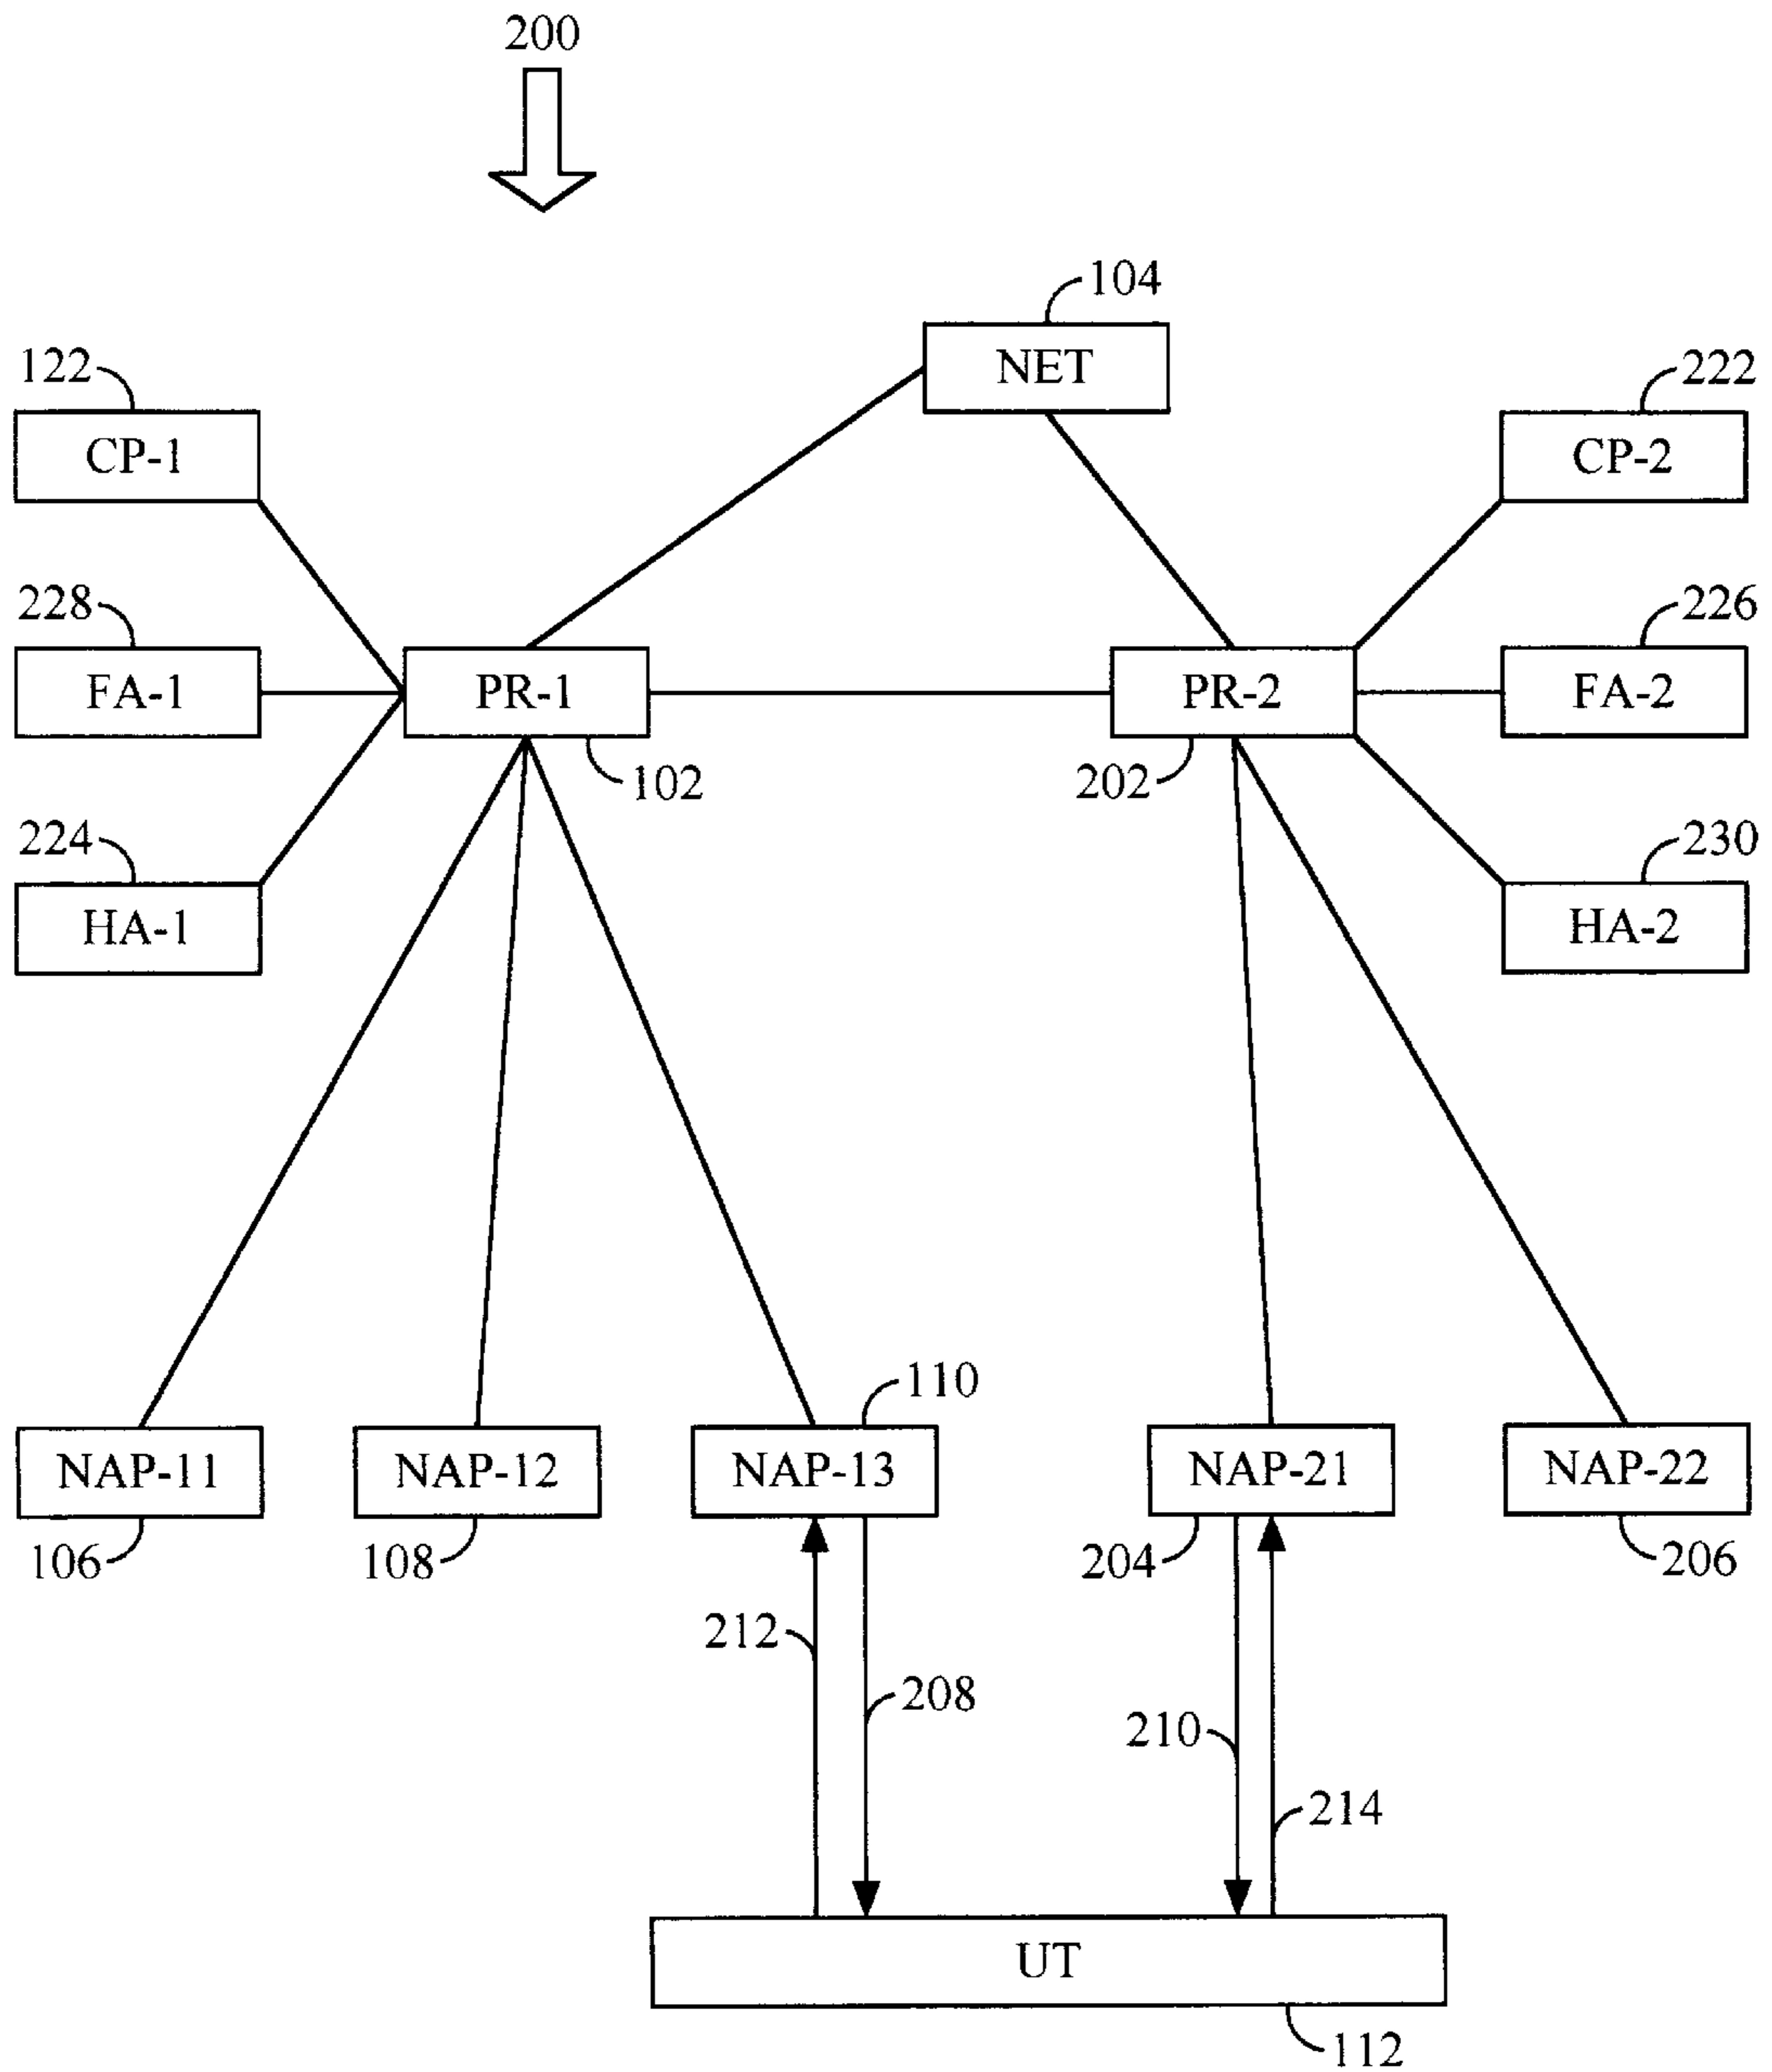 200
104
NET
122
222
CP-1
CP-2
228
226
FA-1
PR-1
PR-2
FA-2
102
202
224
230
HA-1
HA-2
110
NAP-11
NAP-12
NAP-13
NAP-21
NAP-22
106
108
204
206
212
208
210
214
UT
112